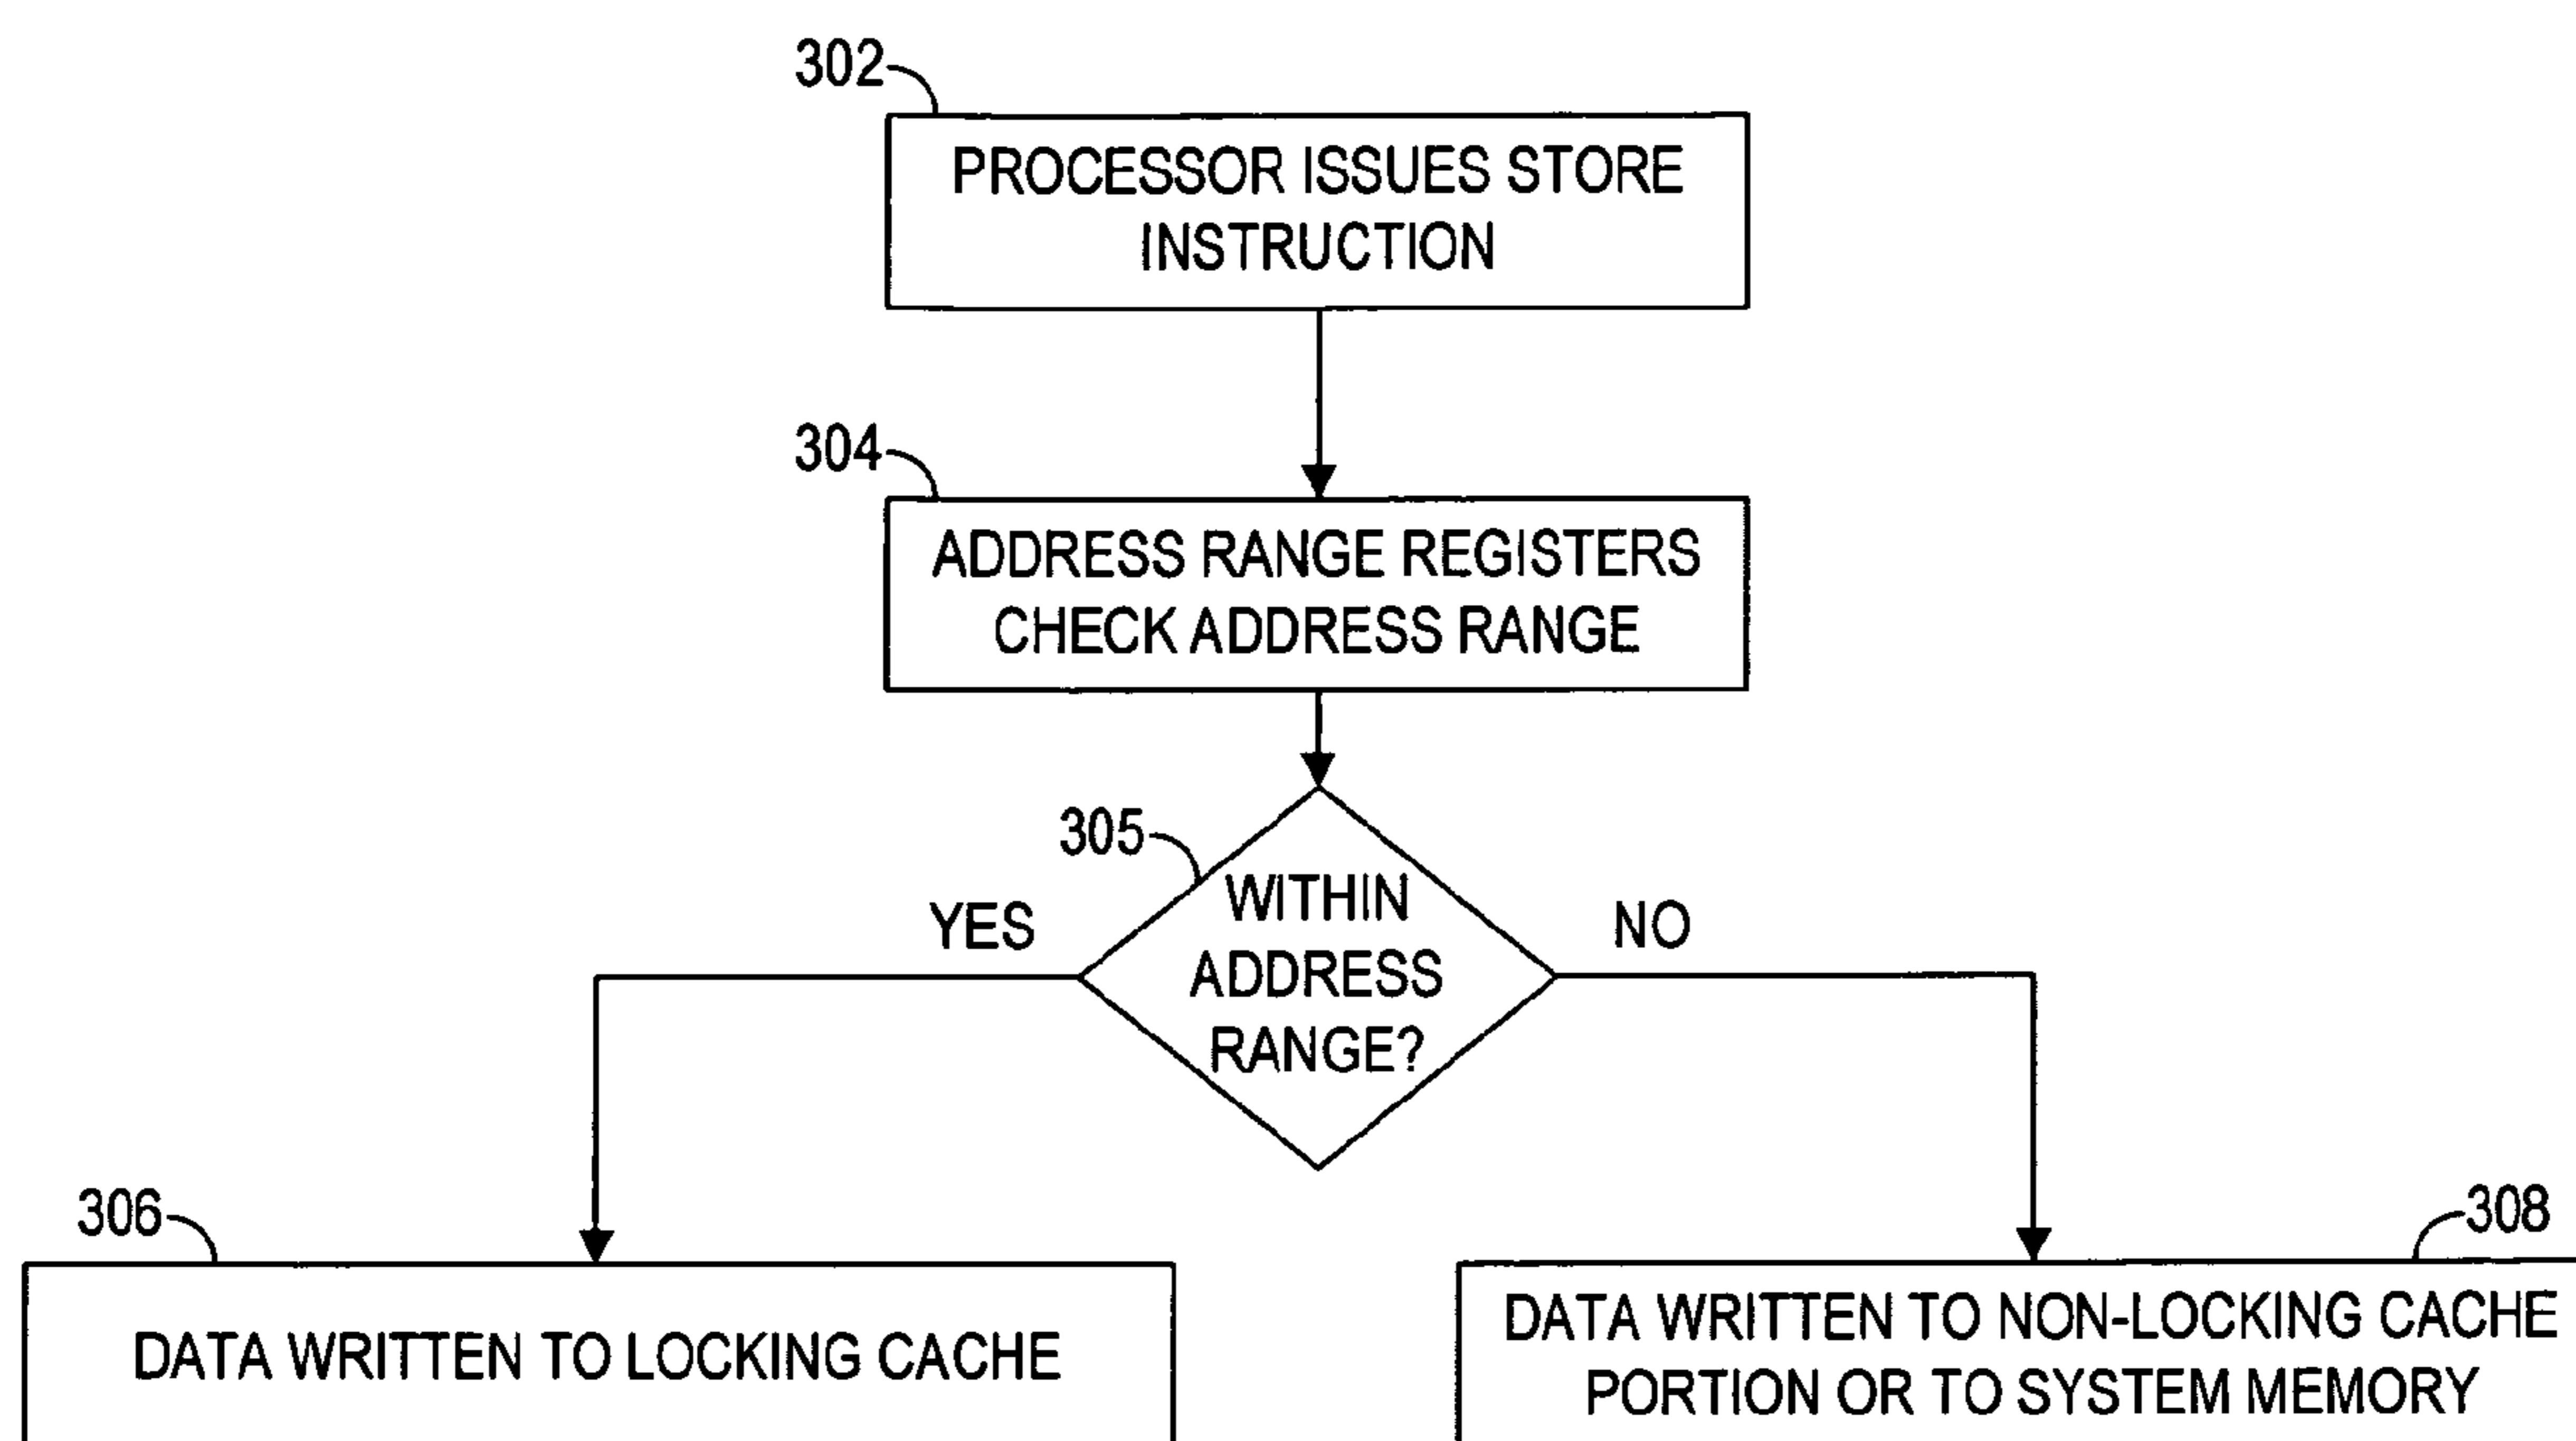 302
PROCESSOR ISSUES STORE
INSTRUCTION
304
ADDRESS RANGE REGISTERS
CHECK ADDRESS RANGE
305
WITHIN
ADDRESS
RANGE?
YES
NO
306
DATA WRITTEN TO LOCKING CACHE
308
DATA WRITTEN TO NON-LOCKING CACHE
PORTION OR TO SYSTEM MEMORY